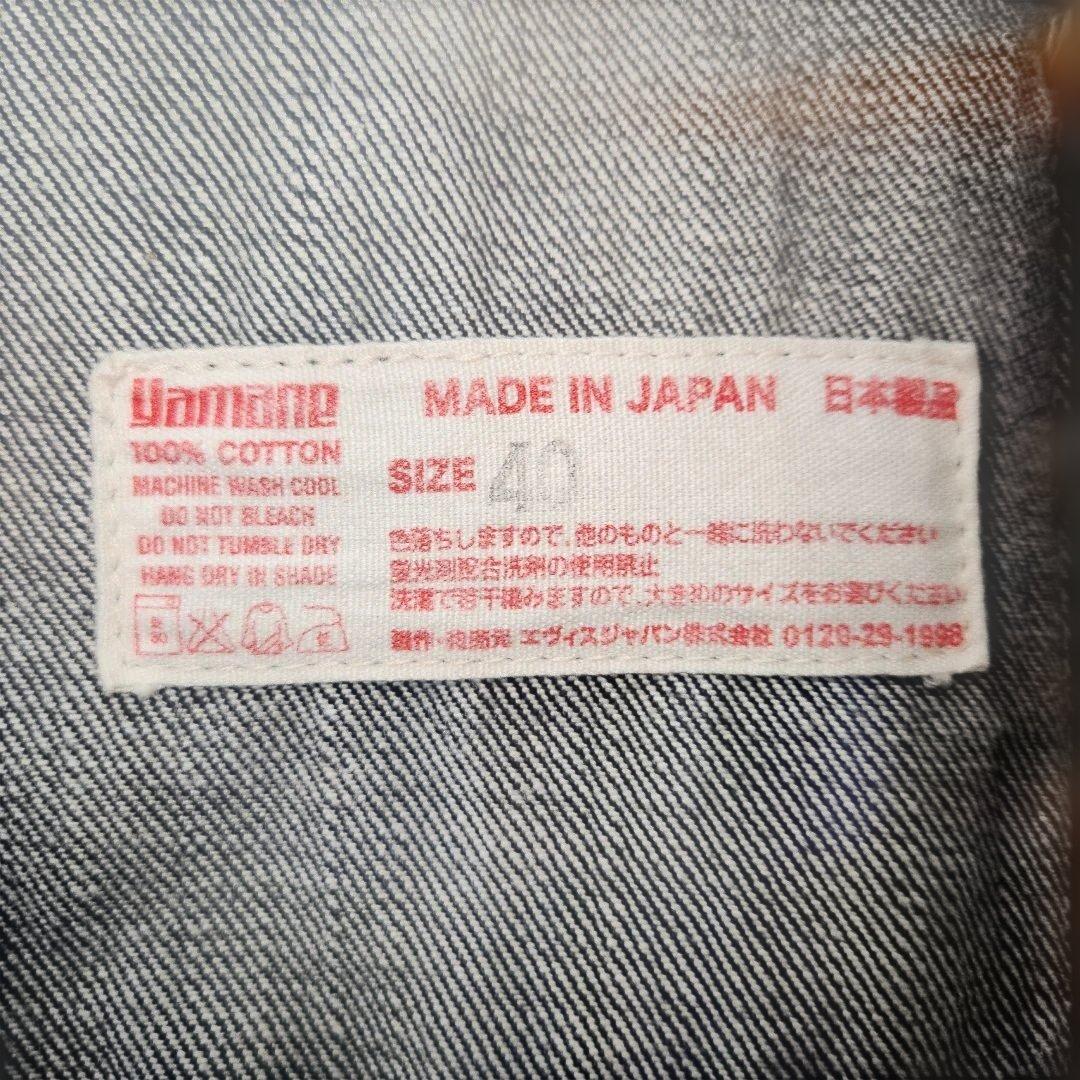 Yamane
100% COTTON
MACHINE WASH COOL
DO NOT BLEACH
DO NOT TUMBLE DRY
HANG DRY IN SHADE
MADE IN JAPAN 日本製品
SIZE 40
色落ちしますので、他のものと一緒に洗わないでください
蛍光剤配合洗剤の使用禁止
洗濯で若干縮みますので、大きめのサイズをお選びください
製作・発売元 エヴィスジャパン株式会社 0120-29-1998